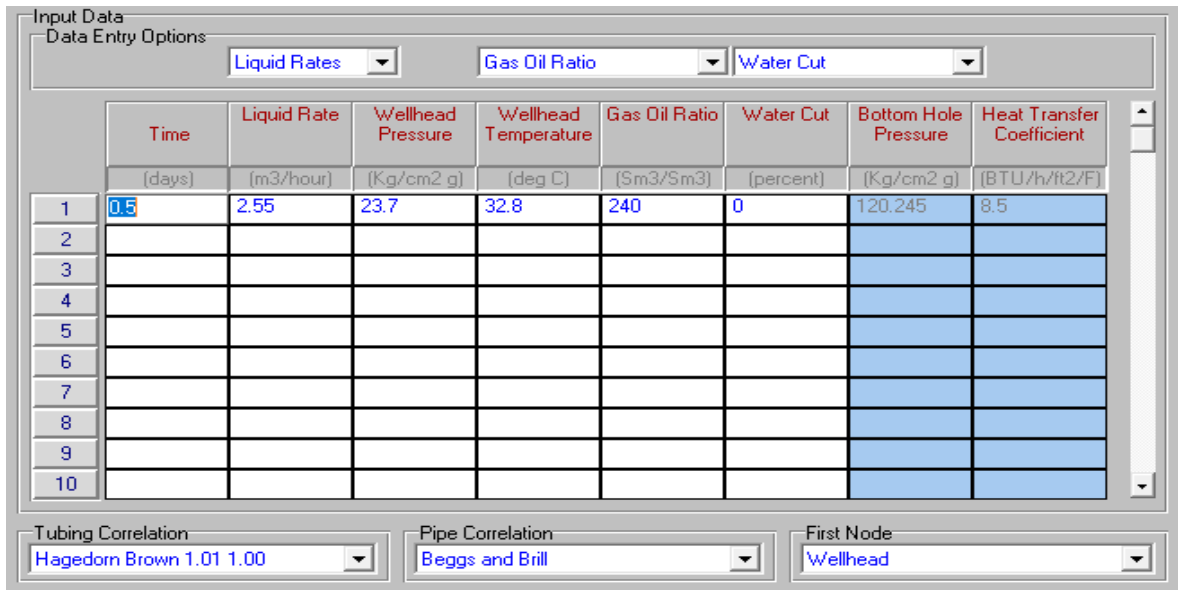 Input Data
Data Entry Options
Liquid Rates Gas Oil Ratio Water Cut
Time Liquid Rate Wellhead Pressure Wellhead Temperature Gas Oil Ratio Water Cut Bottom Hole Pressure Heat Transfer Coefficient
(days) (m3/hour) (Kg/cm2 g) (deg C) (Sm3/Sm3) (percent) (Kg/cm2 g) (BTU/h/ft2/F)
1 0.5 2.55 23.7 32.8 240 0 120.245 8.5
2
3
4
5
6
7
8
9
10
Tubing Correlation Pipe Correlation First Node
Hagedorn Brown 1.01 1.00 Beggs and Brill Wellhead